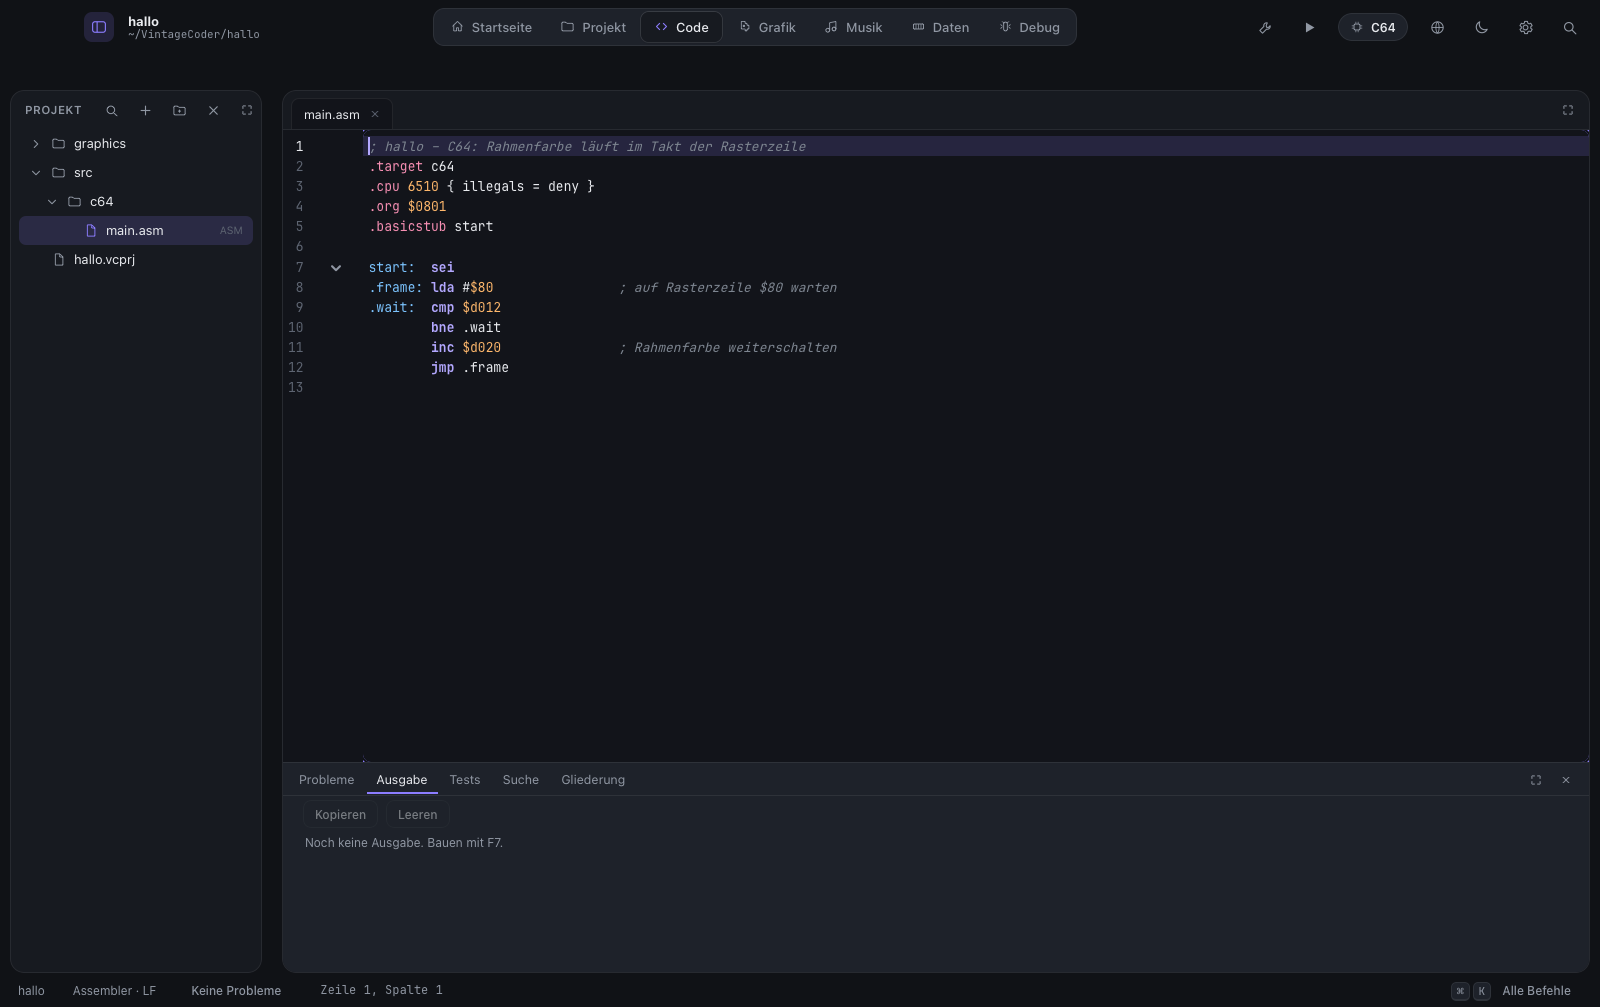 hallo
~/VintageCoder/hallo
Startseite Projekt Code Grafik Musik Daten Debug
C64
PROJEKT
graphics
src
c64
main.asm ASM
hallo.vcprj
main.asm
1 ; hallo – C64: Rahmenfarbe läuft im Takt der Rasterzeile
2 .target c64
3 .cpu 6510 { illegals = deny }
4 .org $0801
5 .basicstub start
6
7 start: sei
8 .frame: lda #$80 ; auf Rasterzeile $80 warten
9 .wait: cmp $d012
10 bne .wait
11 inc $d020 ; Rahmenfarbe weiterschalten
12 jmp .frame
13
Probleme Ausgabe Tests Suche Gliederung
Kopieren Leeren
Noch keine Ausgabe. Bauen mit F7.
hallo Assembler · LF Keine Probleme Zeile 1, Spalte 1 ⌘ K Alle Befehle